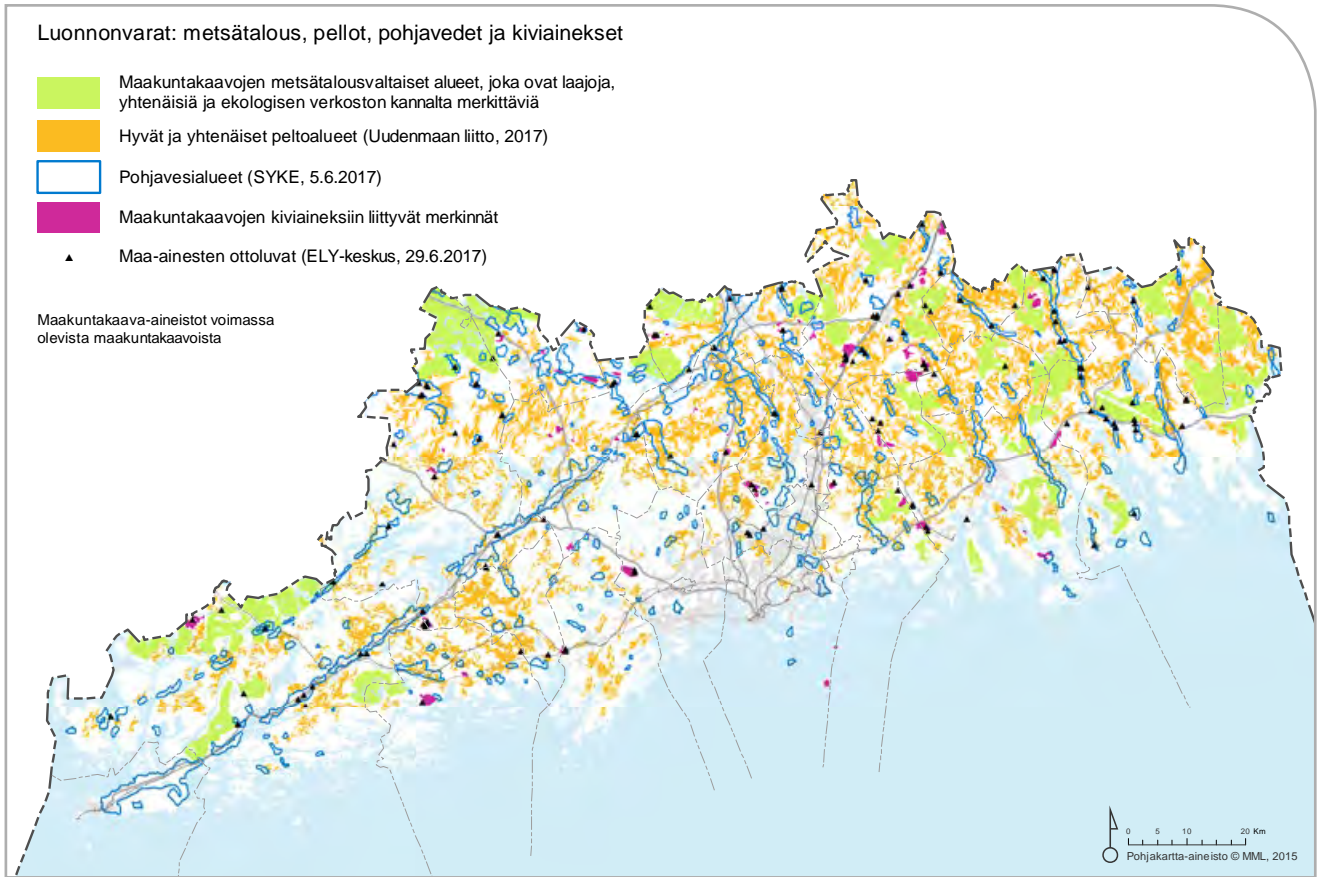 Luonnonvarat: metsätalous, pellot, pohjavedet ja kiviainekset
Maakuntakaavojen metsätalousvaltaiset alueet, joka ovat laajoja,
yhtenäisiä ja ekologisen verkoston kannalta merkittäviä
Hyvät ja yhtenäiset peltoalueet (Uudenmaan liitto, 2017)
Pohjavesialueet (SYKE, 5.6.2017)
Maakuntakaavojen kiviaineksiin liittyvät merkinnät
Maa-ainesten ottoluvat (ELY-keskus, 29.6.2017)
Maakuntakaava-aineistot voimassa
olevista maakuntakaavoista
0 5 10 20 Km
Pohjakartta-aineisto © MML, 2015